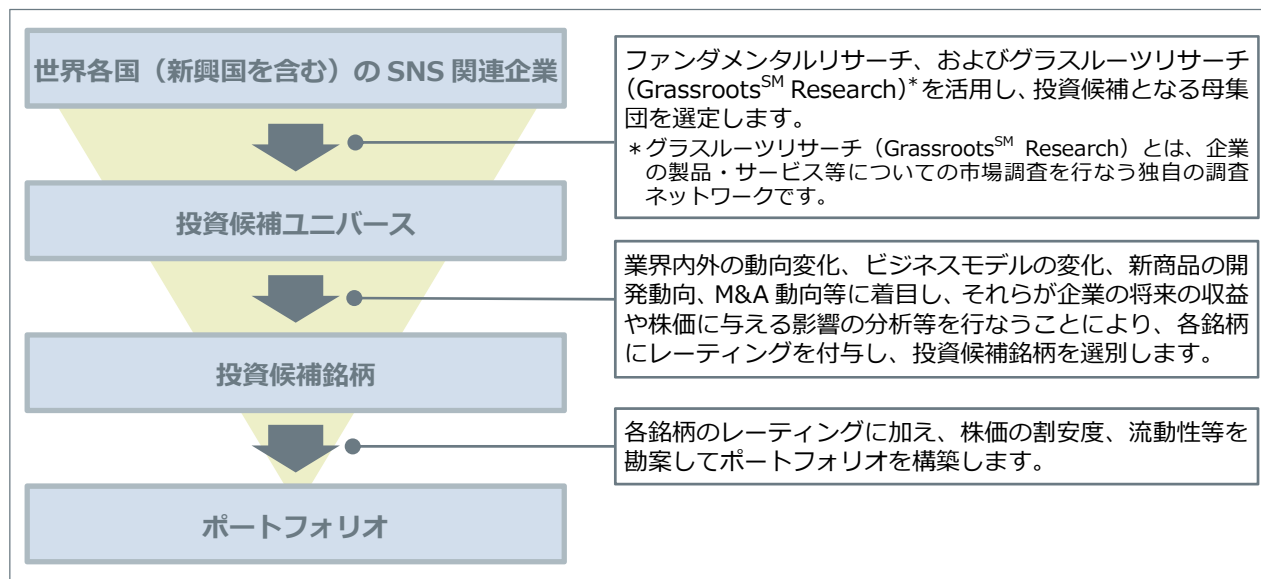 世界各国（新興国を含む）の SNS 関連企業
ファンダメンタルリサーチ、およびグラスルーツリサーチ
（Grassroots℠ Research）*を活用し、投資候補となる母集
団を選定します。
＊グラスルーツリサーチ（Grassroots℠ Research）とは、企業
の製品・サービス等についての市場調査を行なう独自の調査
ネットワークです。
投資候補ユニバース
業界内外の動向変化、ビジネスモデルの変化、新商品の開
発動向、M&A 動向等に着目し、それらが企業の将来の収益
や株価に与える影響の分析等を行なうことにより、各銘柄
にレーティングを付与し、投資候補銘柄を選別します。
投資候補銘柄
各銘柄のレーティングに加え、株価の割安度、流動性等を
勘案してポートフォリオを構築します。
ポートフォリオ